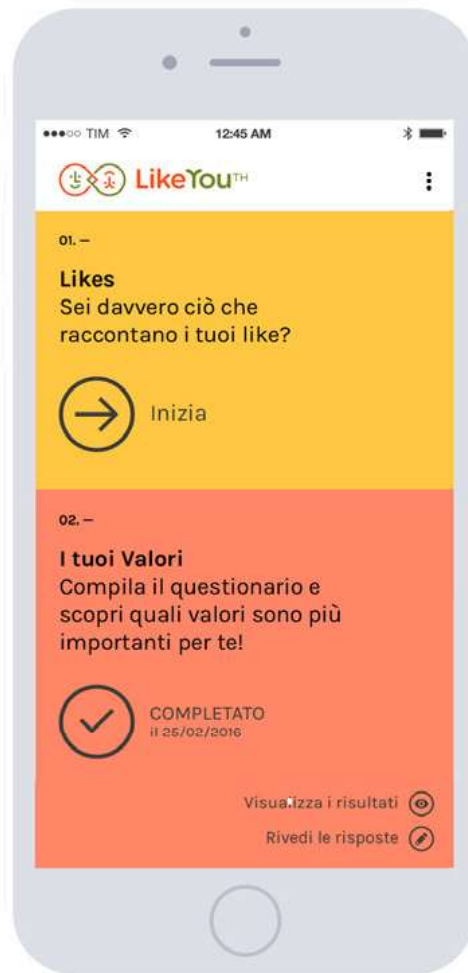 TIM 12:45 AM
LikeYouTH
01. —
Likes
Sei davvero ciò che
raccontano i tuoi like?
Inizia
02. —
I tuoi Valori
Compila il questionario e
scopri quali valori sono più
importanti per te!
COMPLETATO
il 25/02/2016
Visualizza i risultati
Rivedi le risposte